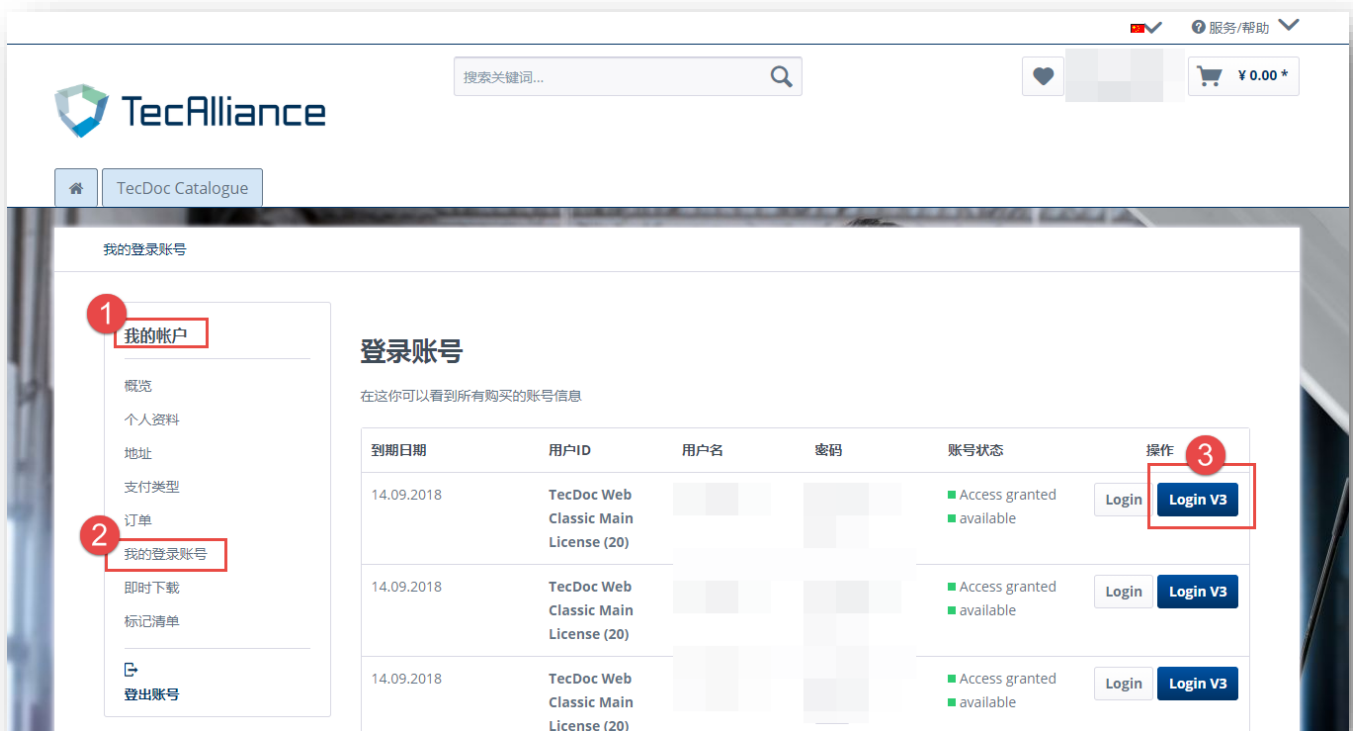 服务/帮助
搜索关键词...
¥ 0.00 *
TecAlliance
TecDoc Catalogue
我的登录账号
1
我的帐户
概览
个人资料
地址
支付类型
订单
2
我的登录账号
即时下载
标记清单
登出账号
登录账号
在这你可以看到所有购买的账号信息
到期日期 用户ID 用户名 密码 账号状态 操作
3
14.09.2018 TecDoc Web Access granted Login Login V3
Classic Main available
License (20)
14.09.2018 TecDoc Web Access granted Login Login V3
Classic Main available
License (20)
14.09.2018 TecDoc Web Access granted Login Login V3
Classic Main available
License (20)